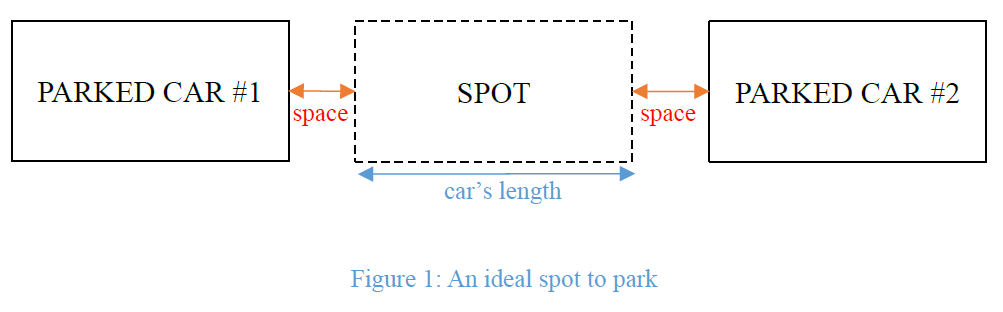 PARKED CAR #1
SPOT
PARKED CAR #2
space
space
car’s length
Figure 1: An ideal spot to park